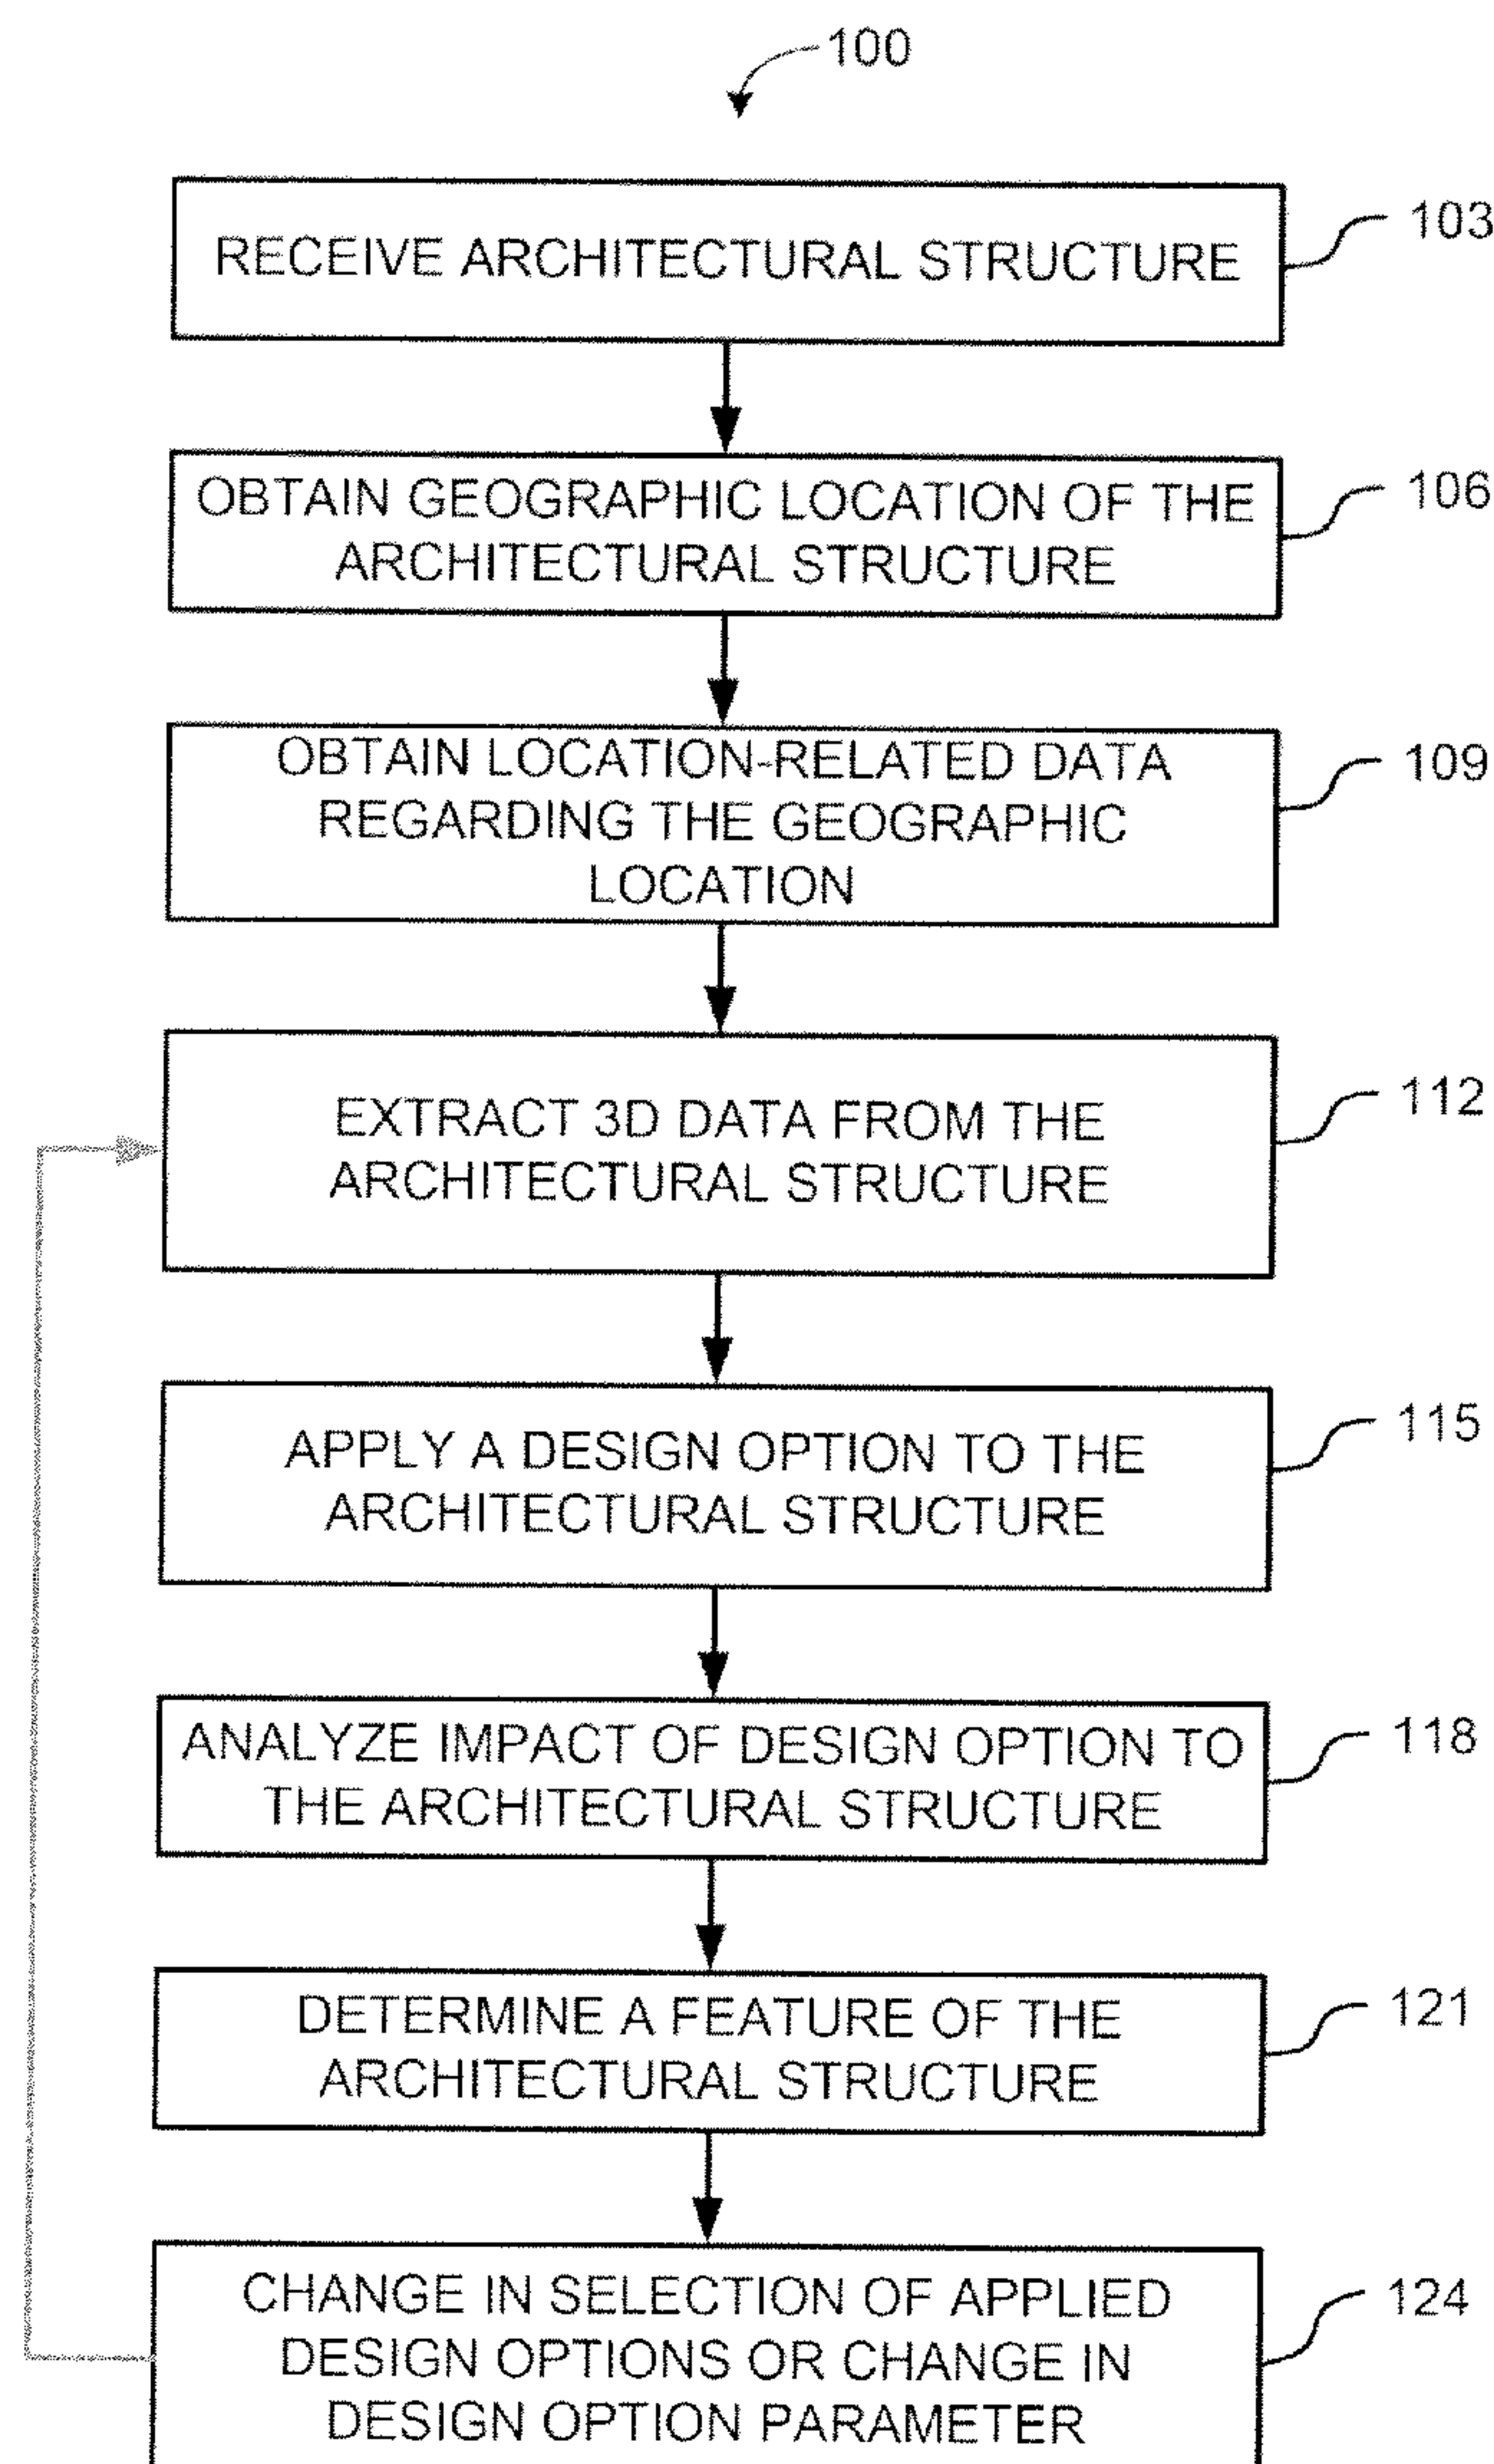 100
RECEIVE ARCHITECTURAL STRUCTURE
103
OBTAIN GEOGRAPHIC LOCATION OF THE
ARCHITECTURAL STRUCTURE
106
OBTAIN LOCATION-RELATED DATA
REGARDING THE GEOGRAPHIC
LOCATION
109
EXTRACT 3D DATA FROM THE
ARCHITECTURAL STRUCTURE
112
APPLY A DESIGN OPTION TO THE
ARCHITECTURAL STRUCTURE
115
ANALYZE IMPACT OF DESIGN OPTION TO
THE ARCHITECTURAL STRUCTURE
118
DETERMINE A FEATURE OF THE
ARCHITECTURAL STRUCTURE
121
CHANGE IN SELECTION OF APPLIED
DESIGN OPTIONS OR CHANGE IN
DESIGN OPTION PARAMETER
124